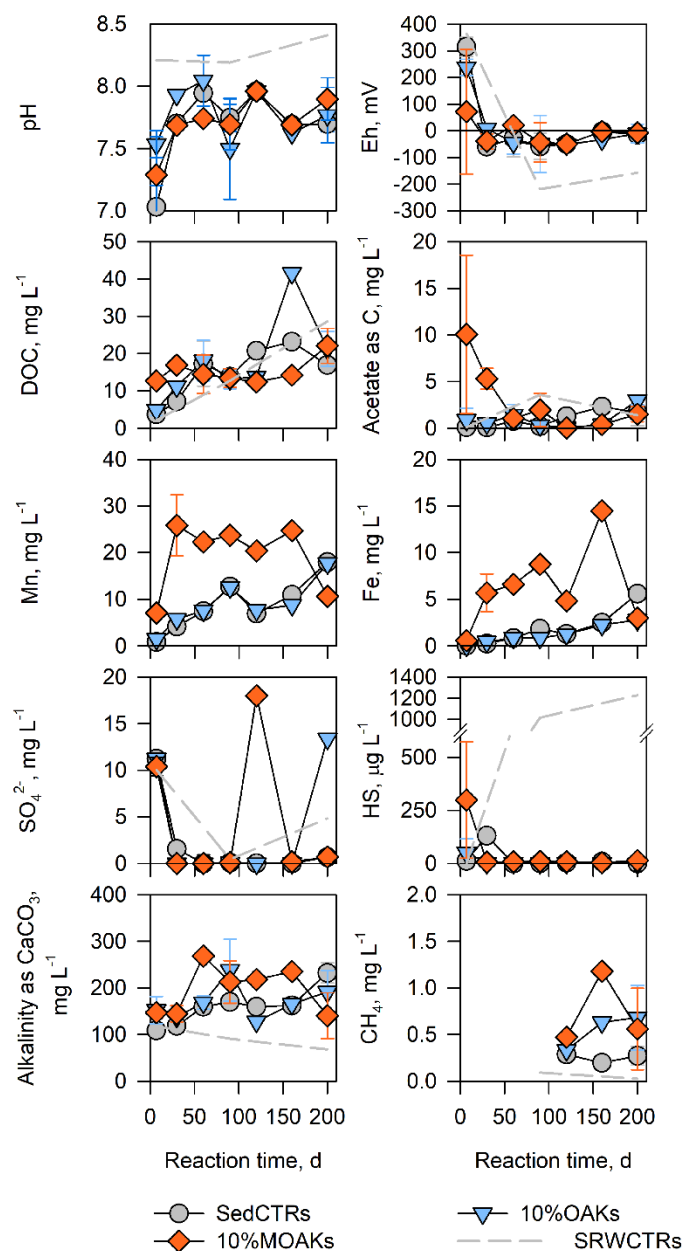 pH
8.5
8.0
7.5
7.0
Eh, mV
400
300
200
100
0
-100
-200
-300
DOC, mg L⁻¹
50
40
30
20
10
0
Acetate as C, mg L⁻¹
20
15
10
5
0
Mn, mg L⁻¹
40
30
20
10
0
Fe, mg L⁻¹
20
15
10
5
0
SO₄²⁻, mg L⁻¹
20
15
10
5
0
HS, µg L⁻¹
1400
1200
1000
500
250
0
Alkalinity as CaCO₃,
mg L⁻¹
400
300
200
100
0
CH₄, mg L⁻¹
2.0
1.5
1.0
0.5
0.0
0 50 100 150 200
0 50 100 150 200
Reaction time, d
Reaction time, d
SedCTRs
10%OAKs
10%MOAKs
SRWCTRs